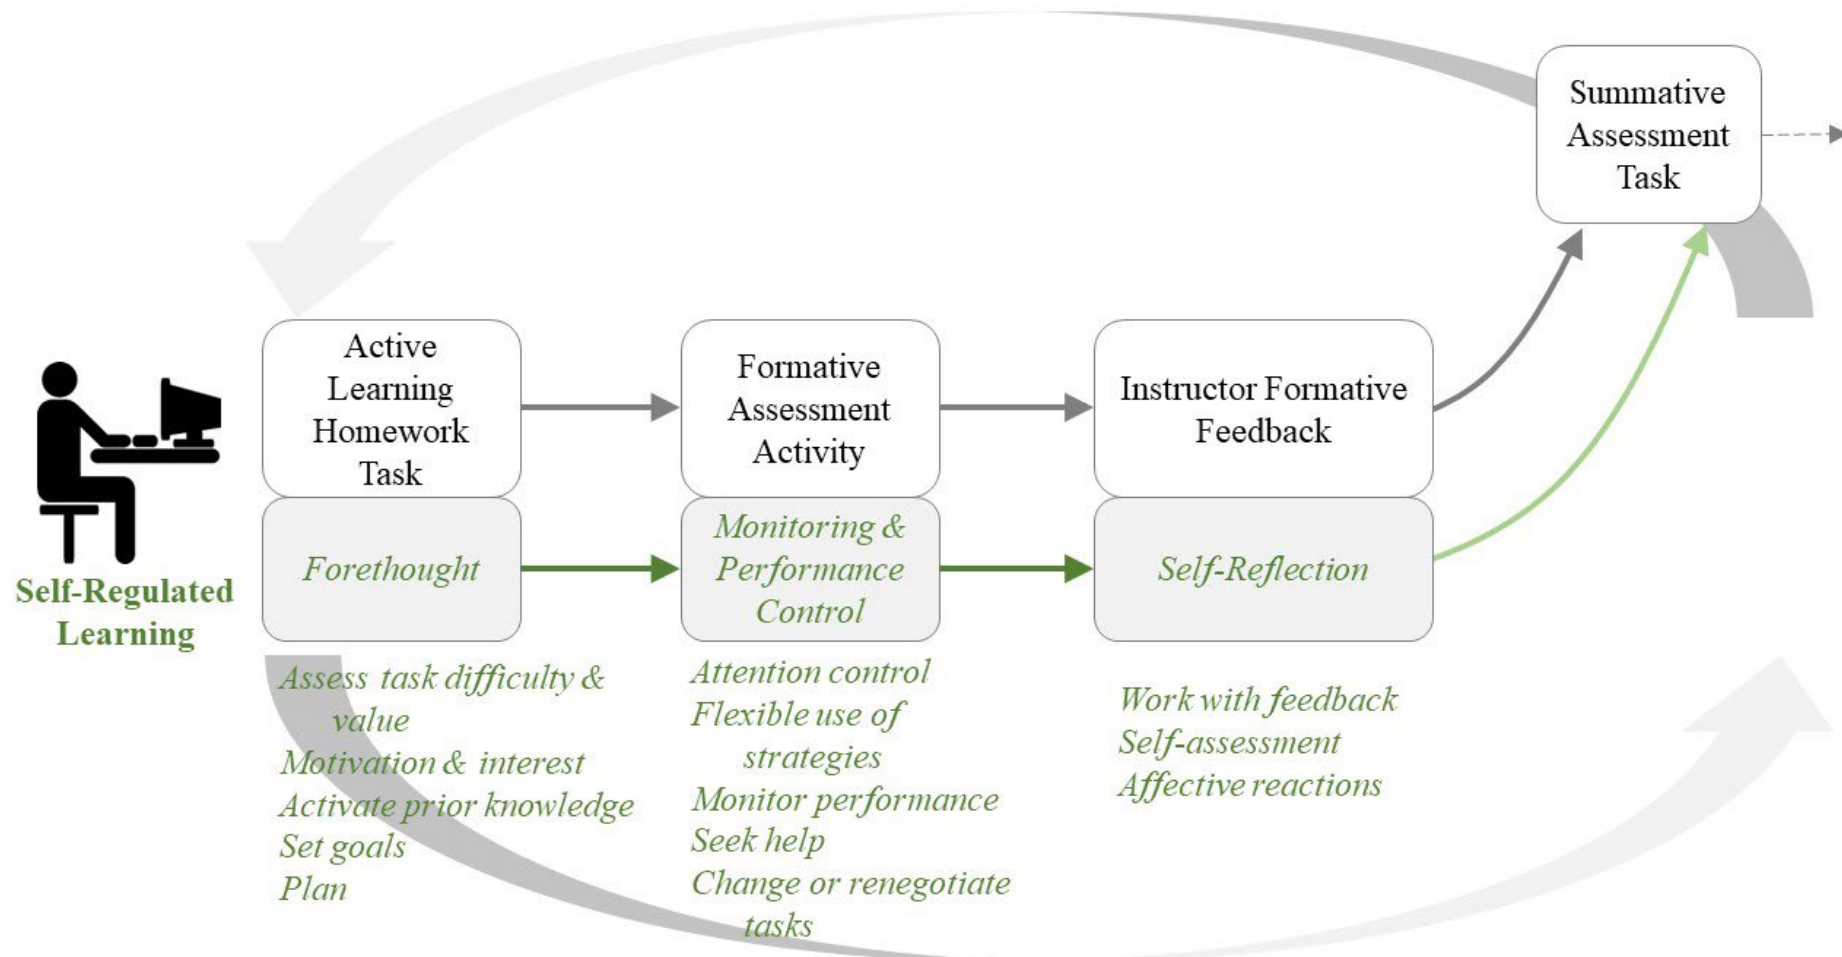 Summative
Assessment
Task
Active
Learning
Homework
Task
Formative
Assessment
Activity
Instructor Formative
Feedback
Self-Regulated
Learning
Forethought
Monitoring &
Performance
Control
Self-Reflection
Assess task difficulty &
value
Motivation & interest
Activate prior knowledge
Set goals
Plan
Attention control
Flexible use of
strategies
Monitor performance
Seek help
Change or renegotiate
tasks
Work with feedback
Self-assessment
Affective reactions